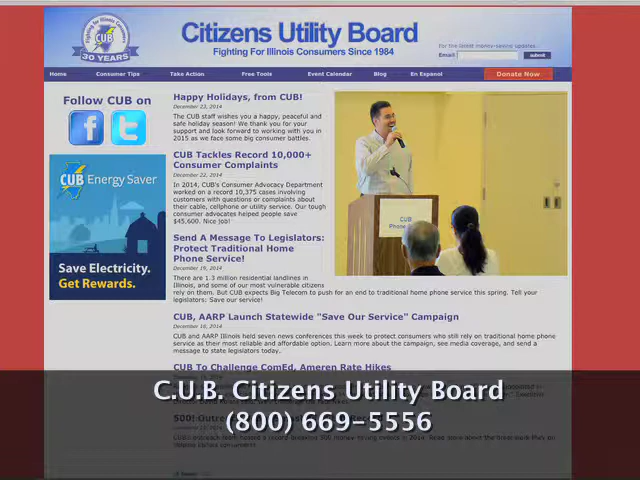 Fighting For Illinois Consumers
CUB
30 YEARS
Citizens Utility Board
Fighting For Illinois Consumers Since 1984
For the latest money-saving updates
Email
submit
Home
Consumer Tips
Take Action
Free Tools
Event Calendar
Blog
En Espanol
Donate Now
Follow CUB on
CUB Energy Saver
Save Electricity.
Get Rewards.
Happy Holidays, from CUB!
December 23, 2014
The CUB staff wishes you a happy, peaceful and
safe holiday season! We thank you for your
support and look forward to working with you in
2015 as we face some big consumer battles.
CUB Tackles Record 10,000+
Consumer Complaints
December 22, 2014
In 2014, CUB's Consumer Advocacy Department
worked on a record 10,375 cases involving
customers with questions or complaints about
their cable, cellphone or utility service. Our tough
consumer advocates helped people save
$45,600. Nice job!
Send A Message To Legislators:
Protect Traditional Home
Phone Service!
December 19, 2014
There are 1.3 million residential landlines in
Illinois, and some of our most vulnerable citizens
rely on them. But CUB expects Big Telecom to push for an end to traditional home phone service this spring. Tell your
legislators: Save our service!
CUB, AARP Launch Statewide "Save Our Service" Campaign
December 18, 2014
CUB and AARP Illinois held seven news conferences this week to protect consumers who still rely on traditional home phone
service as their most reliable and affordable option. Learn more about the campaign, see media coverage, and send a
message to state legislators today.
CUB To Challenge ComEd, Ameren Rate Hikes
CUB
Phone
C.U.B. Citizens Utility Board
(800) 669-5556